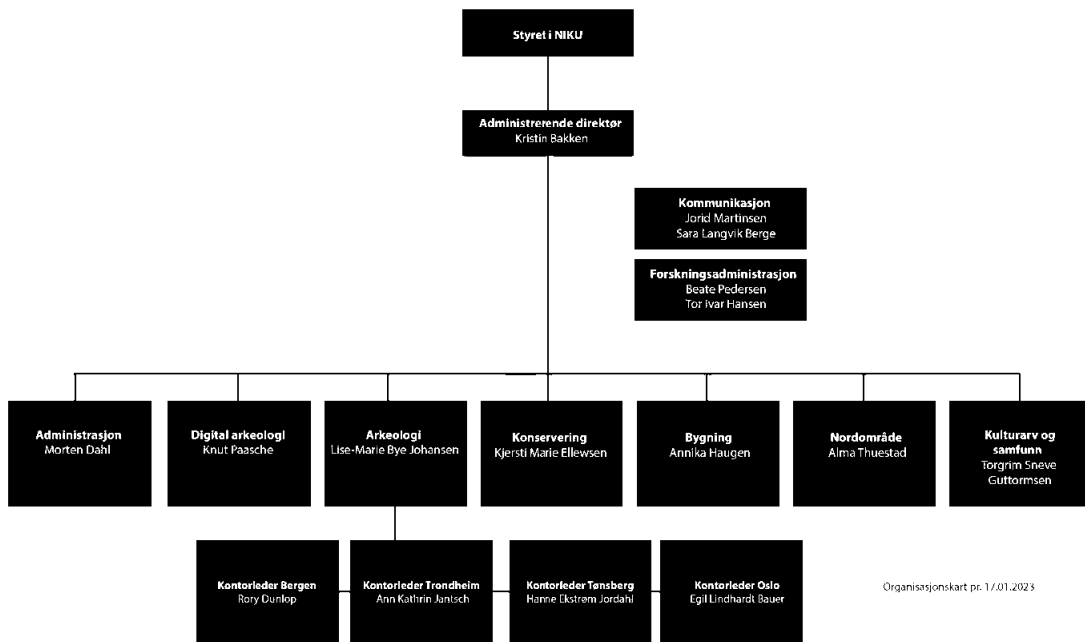 Styret i NIKU
Administrerende direktør
Kristin Bakken
Kommunikasjon
Jorid Martinsen
Sara Langvik Berge
Forskningsadministrasjon
Beate Pedersen
Tor Ivar Hansen
Administrasjon
Morten Dahl
Digital arkeologi
Knut Paasche
Arkeologi
Lise-Marie Bye Johansen
Konservering
Kjersti Marie Ellewsen
Bygning
Annika Haugen
Nordområde
Alma Thuestad
Kulturarv og
samfunn
Torgrim Sneve
Guttormsen
Kontorleder Bergen
Rory Dunlop
Kontorleder Trondheim
Ann Kathrin Jantsch
Kontorleder Tønsberg
Hanne Ekstrøm Jordahl
Kontorleder Oslo
Egil Lindhardt Bauer
Organisasjonskart pr. 17.01.2023